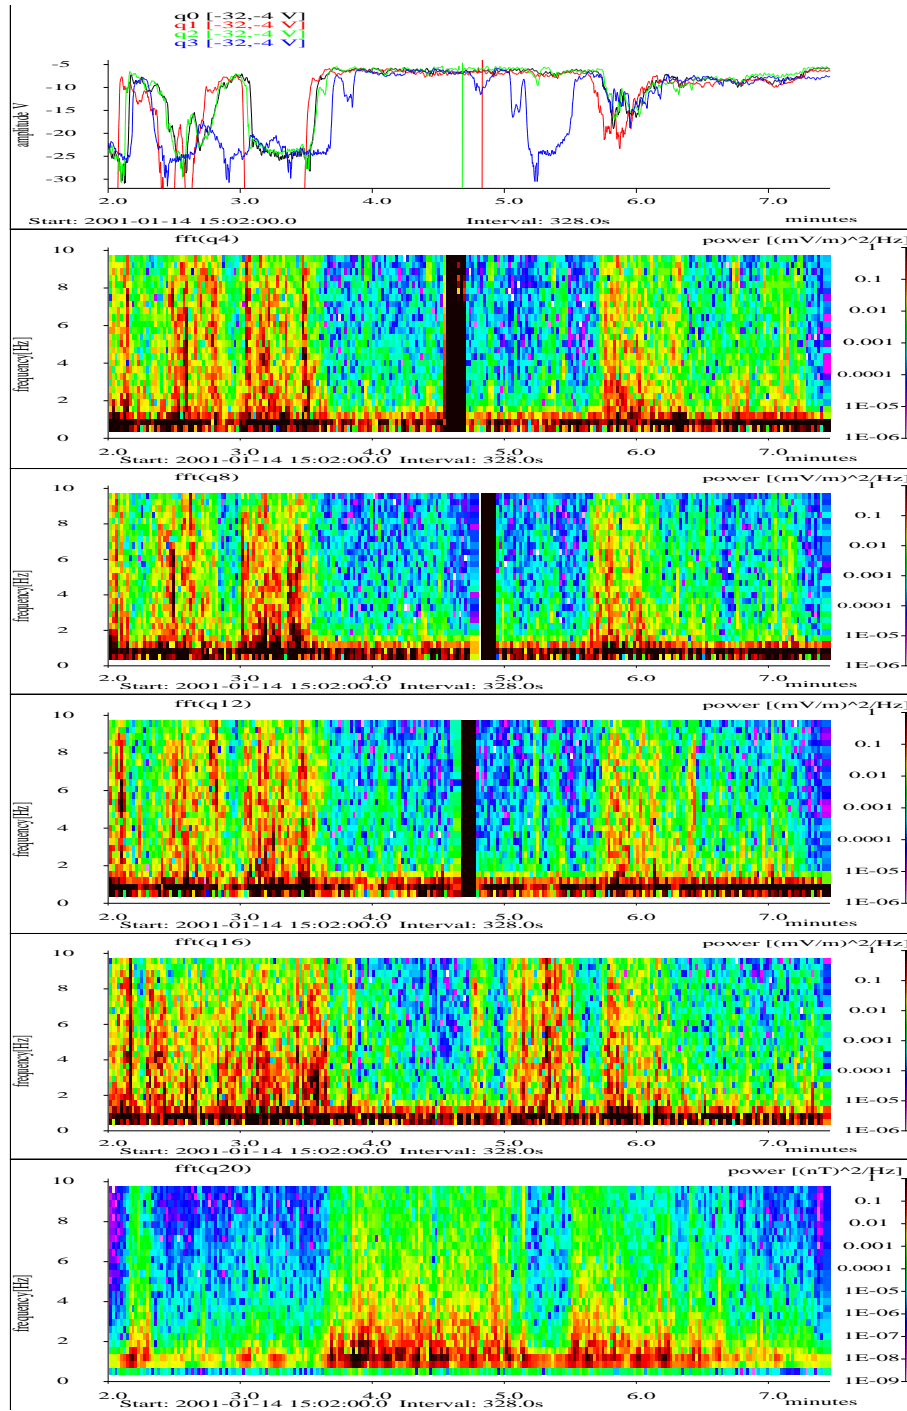 q0 [-32,-4 V]
q1 [-32,-4 V]
q2 [-32,-4 V]
q3 [-32,-4 V]
amplitude V
-5
-10
-15
-20
-25
-30
2.0 3.0 4.0 5.0 6.0 7.0
Start: 2001-01-14 15:02:00.0 Interval: 328.0s minutes
fft(q4) power [(mV/m)^2/Hz]
frequency[Hz]
10
8
6
4
2
0
1
0.1
0.01
0.001
0.0001
1E-05
1E-06
2.0 3.0 4.0 5.0 6.0 7.0
Start: 2001-01-14 15:02:00.0 Interval: 328.0s minutes
fft(q8) power [(mV/m)^2/Hz]
frequency[Hz]
10
8
6
4
2
0
1
0.1
0.01
0.001
0.0001
1E-05
1E-06
2.0 3.0 4.0 5.0 6.0 7.0
Start: 2001-01-14 15:02:00.0 Interval: 328.0s minutes
fft(q12) power [(mV/m)^2/Hz]
frequency[Hz]
10
8
6
4
2
0
1
0.1
0.01
0.001
0.0001
1E-05
1E-06
2.0 3.0 4.0 5.0 6.0 7.0
Start: 2001-01-14 15:02:00.0 Interval: 328.0s minutes
fft(q16) power [(mV/m)^2/Hz]
frequency[Hz]
10
8
6
4
2
0
1
0.1
0.01
0.001
0.0001
1E-05
1E-06
2.0 3.0 4.0 5.0 6.0 7.0
Start: 2001-01-14 15:02:00.0 Interval: 328.0s minutes
fft(q20) power [(nT)^2/Hz]
frequency[Hz]
10
8
6
4
2
0
1
0.1
0.01
0.001
0.0001
1E-05
1E-06
1E-07
1E-08
1E-09
2.0 3.0 4.0 5.0 6.0 7.0
Start: 2001-01-14 15:02:00.0 Interval: 328.0s minutes